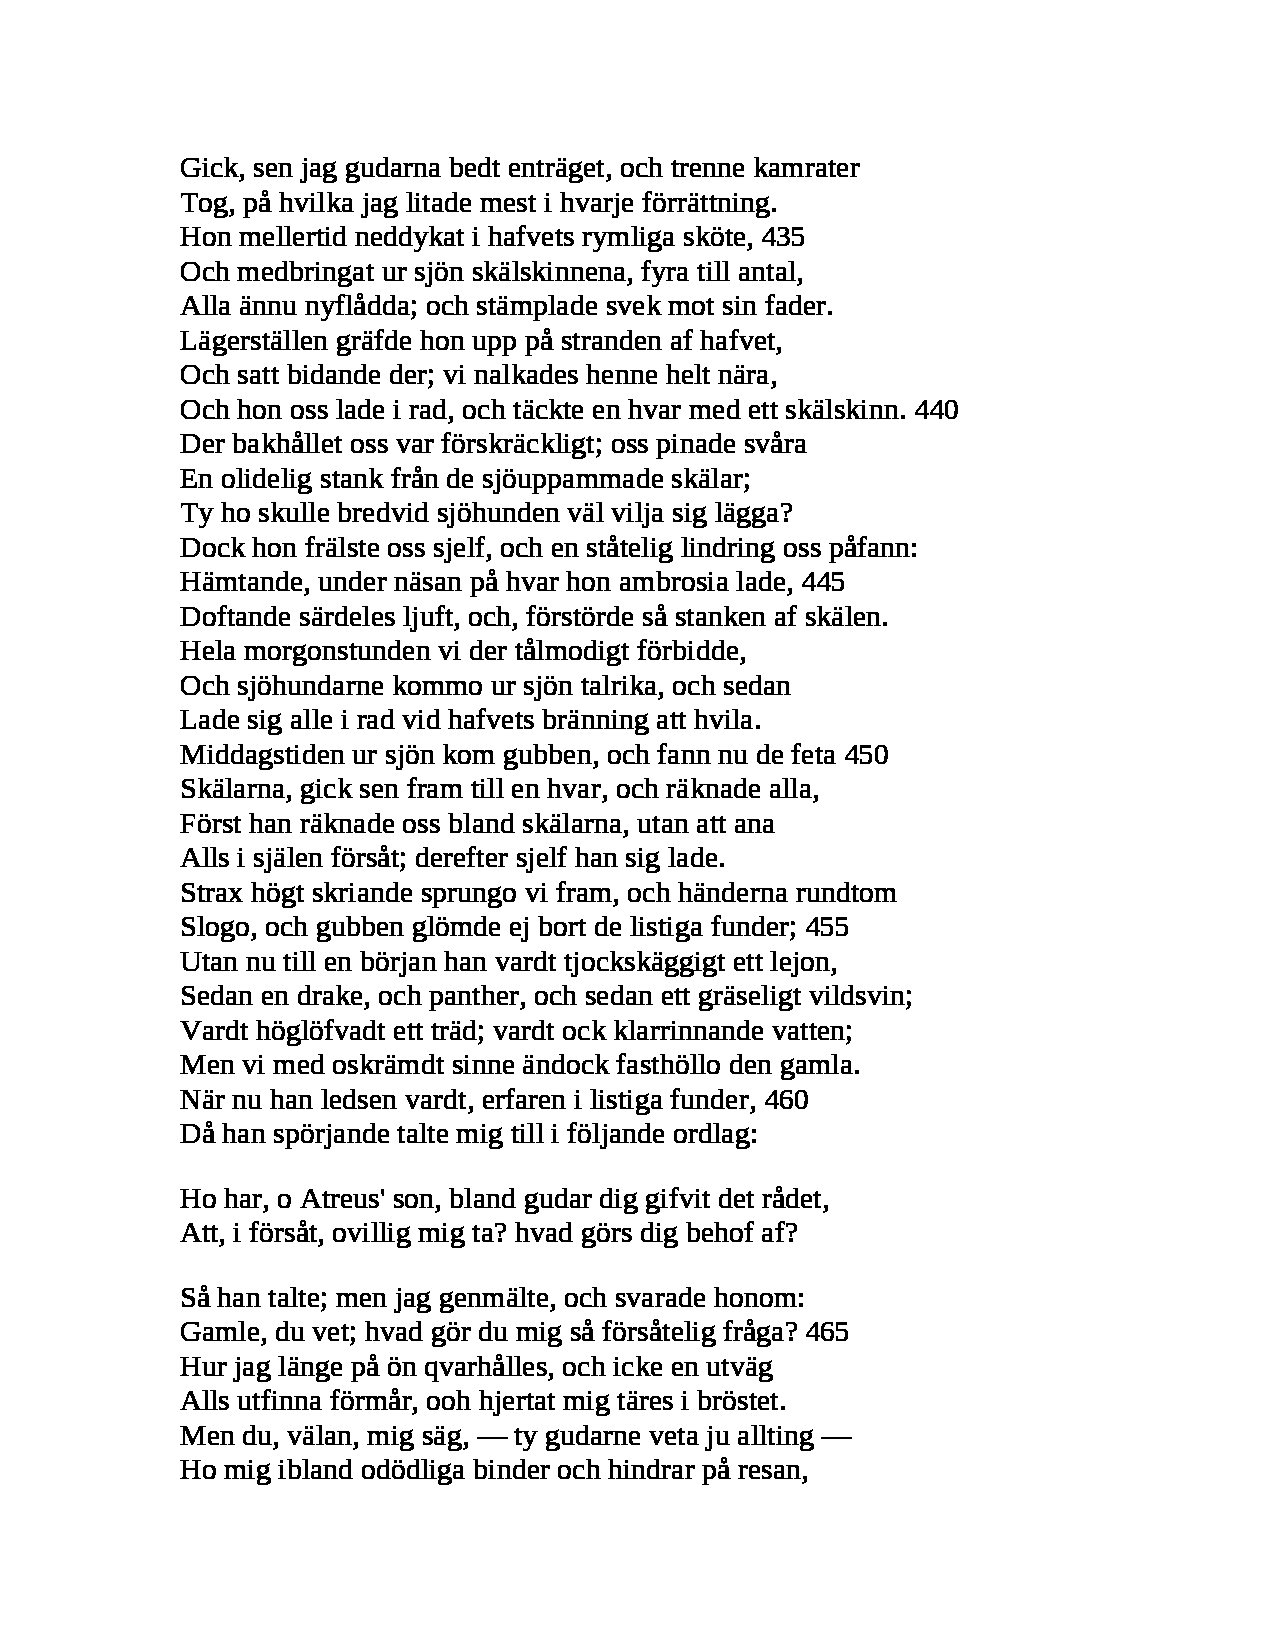 Gick, sen jag gudarna bedt enträget, och trenne kamrater
Tog, på hvilka jag litade mest i hvarje förrättning.
Hon mellertid neddykat i hafvets rymliga sköte, 435
Och medbringat ur sjön skälskinnena, fyra till antal,
Alla ännu nyflådda; och stämplade svek mot sin fader.
Lägerställen gräfde hon upp på stranden af hafvet,
Och satt bidande der; vi nalkades henne helt nära,
Och hon oss lade i rad, och täckte en hvar med ett skälskinn. 440
Der bakhållet oss var förskräckligt; oss pinade svåra
En olidelig stank från de sjöuppammade skälar;
Ty ho skulle bredvid sjöhunden väl vilja sig lägga?
Dock hon frälste oss sjelf, och en ståtelig lindring oss påfann:
Hämtande, under näsan på hvar hon ambrosia lade, 445
Doftande särdeles ljuft, och, förstörde så stanken af skälen.
Hela morgonstunden vi der tålmodigt förbidde,
Och sjöhundarne kommo ur sjön talrika, och sedan
Lade sig alle i rad vid hafvets bränning att hvila.
Middagstiden ur sjön kom gubben, och fann nu de feta 450
Skälarna, gick sen fram till en hvar, och räknade alla,
Först han räknade oss bland skälarna, utan att ana
Alls i själen försåt; derefter sjelf han sig lade.
Strax högt skriande sprungo vi fram, och händerna rundtom
Slogo, och gubben glömde ej bort de listiga funder; 455
Utan nu till en början han vardt tjockskäggigt ett lejon,
Sedan en drake, och panther, och sedan ett gräseligt vildsvin;
Vardt höglöfvadt ett träd; vardt ock klarrinnande vatten;
Men vi med oskrämdt sinne ändock fasthöllo den gamla.
När nu han ledsen vardt, erfaren i listiga funder, 460
Då han spörjande talte mig till i följande ordlag:

Ho har, o Atreus' son, bland gudar dig gifvit det rådet,
Att, i försåt, ovillig mig ta? hvad görs dig behof af?

Så han talte; men jag genmälte, och svarade honom:
Gamle, du vet; hvad gör du mig så försåtelig fråga? 465
Hur jag länge på ön qvarhålles, och icke en utväg
Alls utfinna förmår, ooh hjertat mig täres i bröstet.
Men du, välan, mig säg, — ty gudarne veta ju allting —
Ho mig ibland odödliga binder och hindrar på resan,